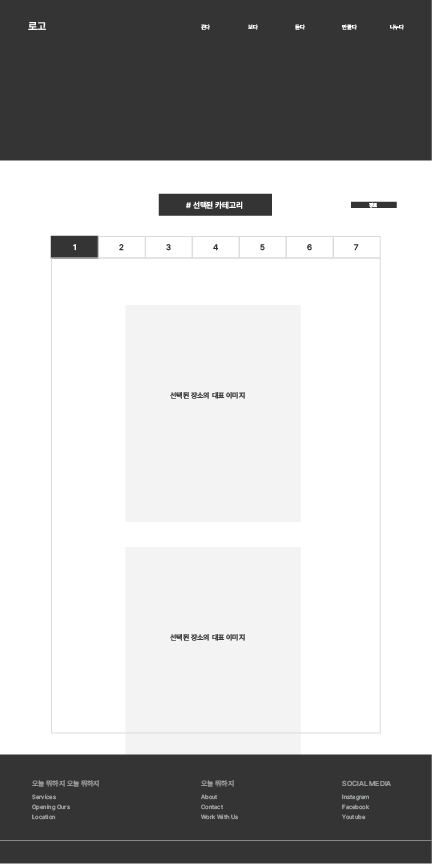 로고
걷다 보다 듣다 만들다 나누다
# 선택된 카테고리
1 2 3 4 5 6 7
선택된 장소의 대표 이미지
선택된 장소의 대표 이미지
오늘 뭐하지 오늘 뭐하지 오늘 뭐하지 SOCIAL MEDIA
Services About Instagram
Opening Ours Contact Facebook
Location Work With Us Youtube